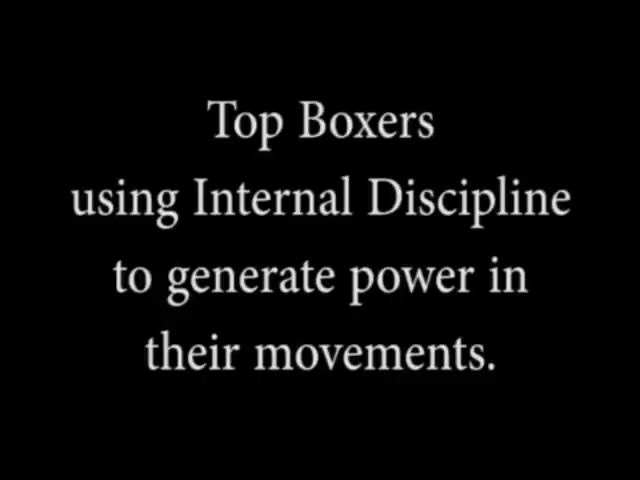 Top Boxers
using Internal Discipline
to generate power in
their movements.